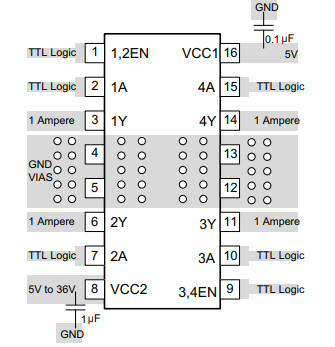 GND
0.1 µF
TTL Logic 1 1,2EN VCC1 16 5V
TTL Logic 2 1A 4A 15 TTL Logic
1 Ampere 3 1Y 4Y 14 1 Ampere
4 13
GND
VIAS
5 12
1 Ampere 6 2Y 3Y 11 1 Ampere
TTL Logic 7 2A 3A 10 TTL Logic
5V to 36V 8 VCC2 3,4EN 9 TTL Logic
1 µF
GND